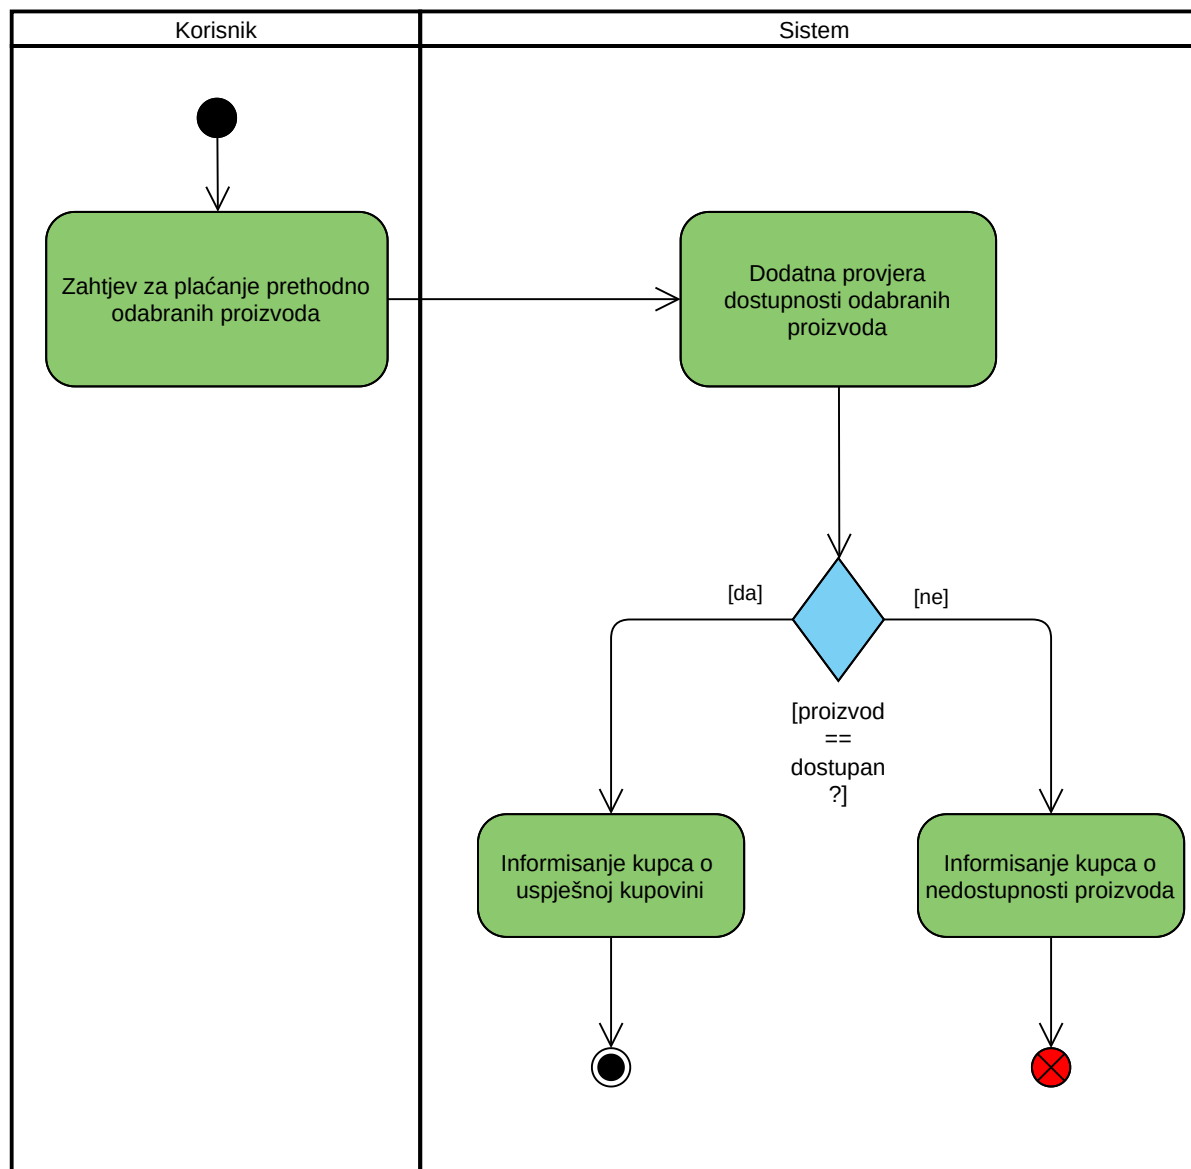 Korisnik
Sistem
Zahtjev za plaćanje prethodno
odabranih proizvoda
Dodatna provjera
dostupnosti odabranih
proizvoda
[da]
[ne]
[proizvod
==
dostupan
?]
Informisanje kupca o
uspješnoj kupovini
Informisanje kupca o
nedostupnosti proizvoda